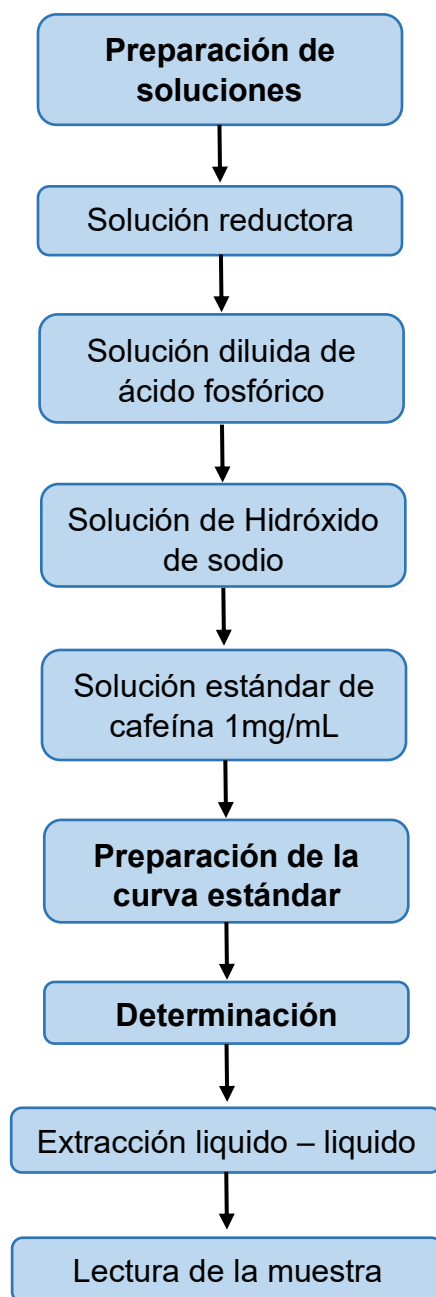 Preparación de
soluciones
Solución reductora
Solución diluida de
ácido fosfórico
Solución de Hidróxido
de sodio
Solución estándar de
cafeína 1mg/mL
Preparación de la
curva estándar
Determinación
Extracción liquido – liquido
Lectura de la muestra